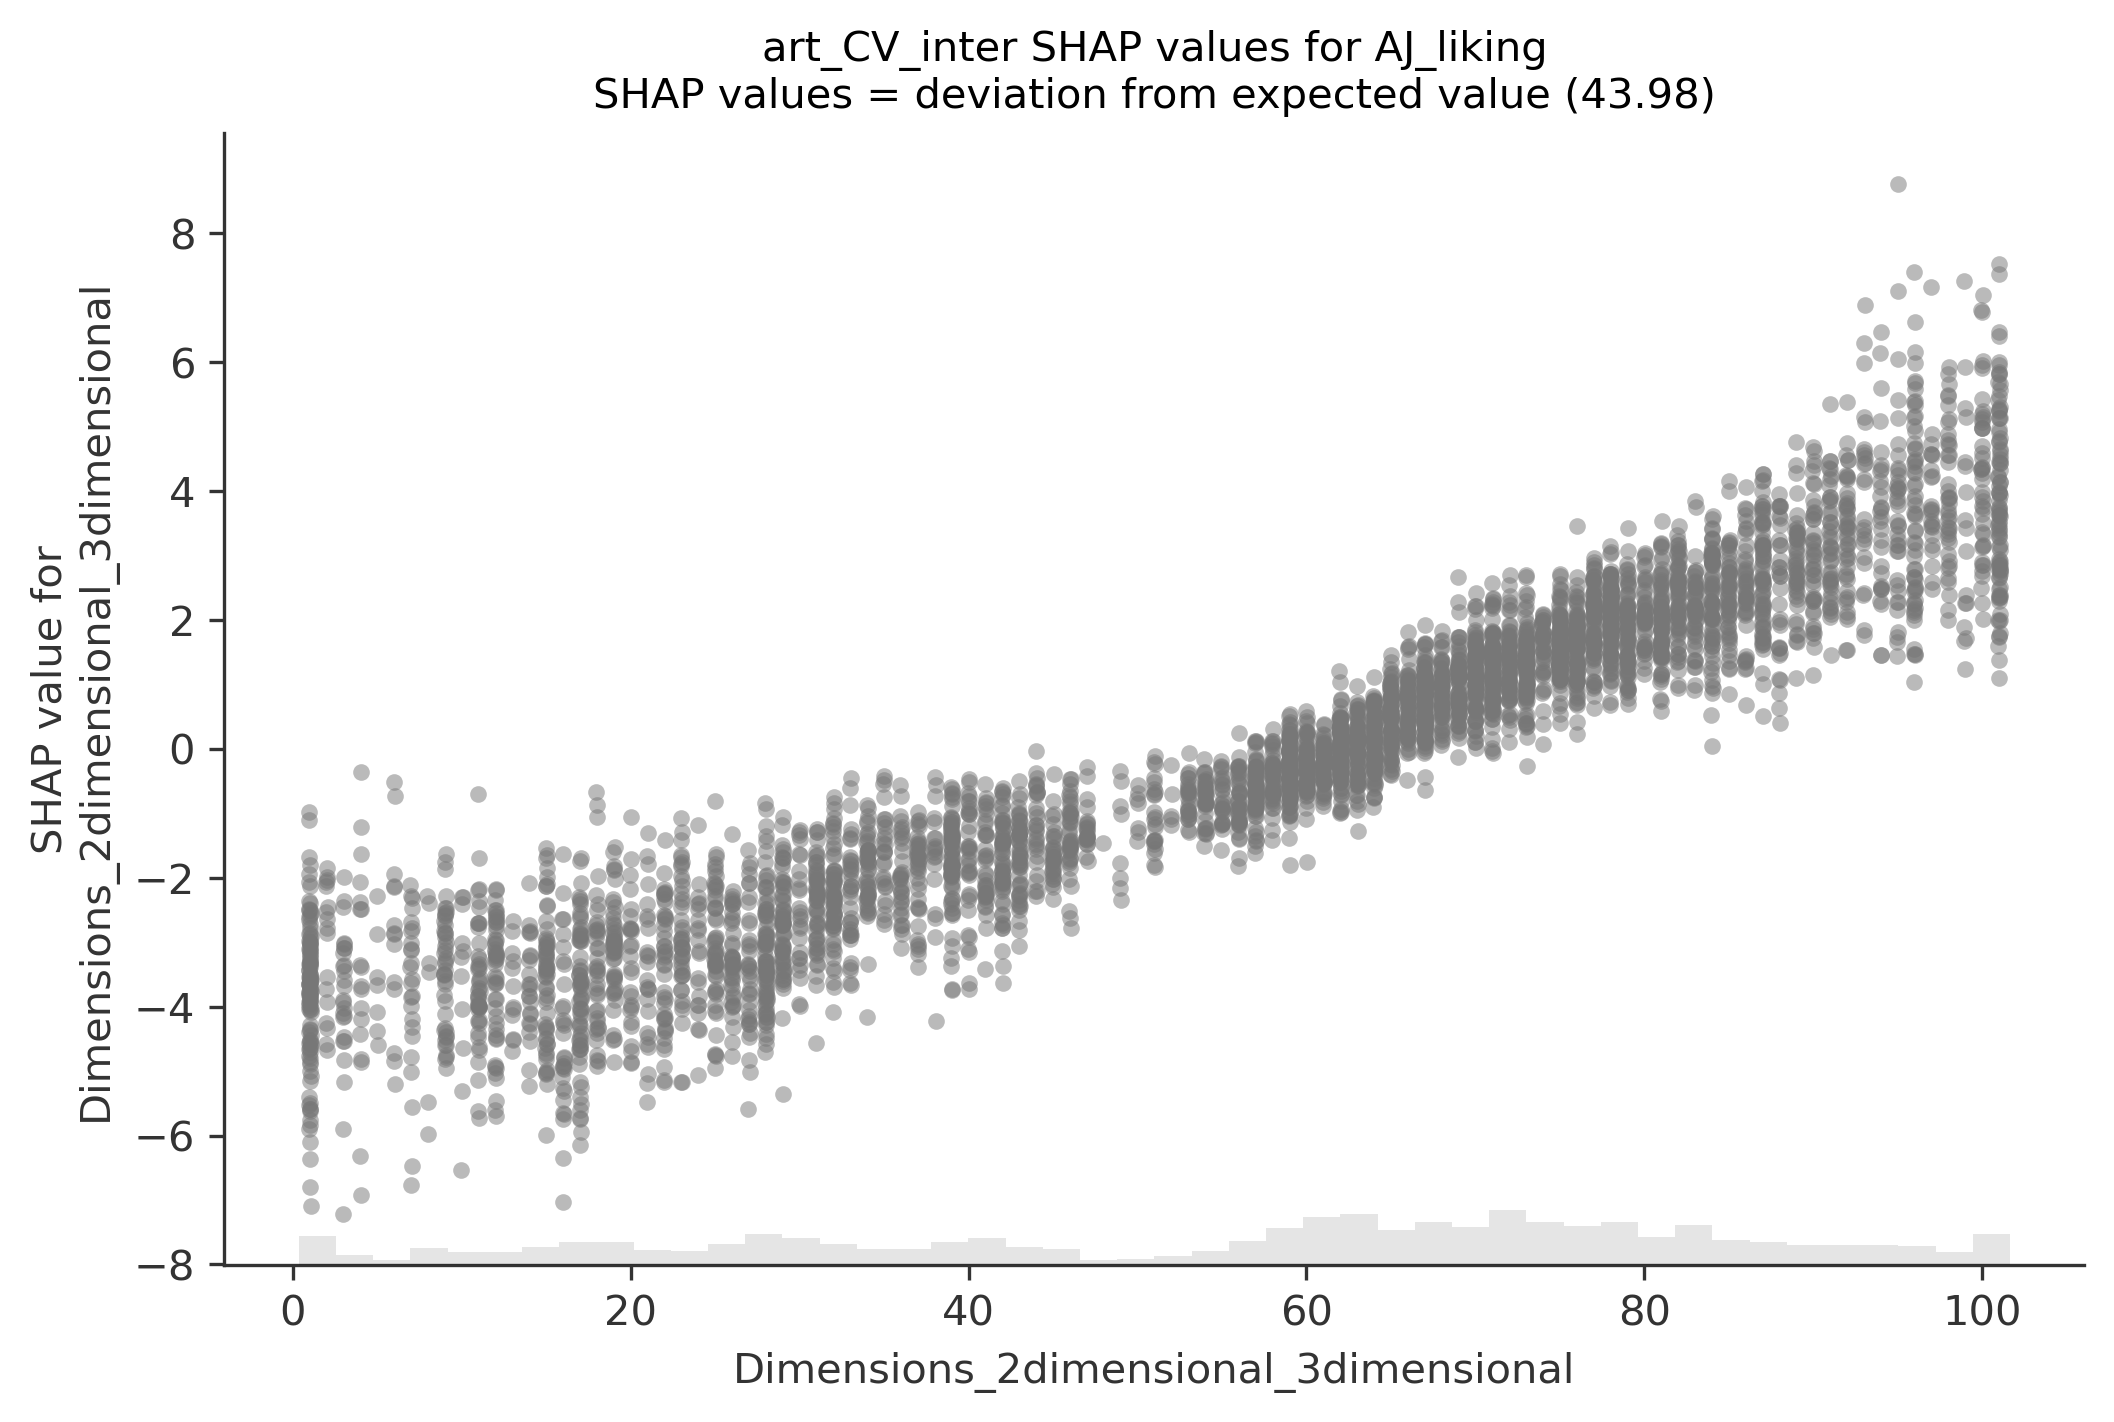 art_CV_inter SHAP values for AJ_liking
SHAP values = deviation from expected value (43.98)
SHAP value for
Dimensions_2dimensional_3dimensional
8
6
4
2
0
−2
−4
−6
−8
0 20 40 60 80 100
Dimensions_2dimensional_3dimensional